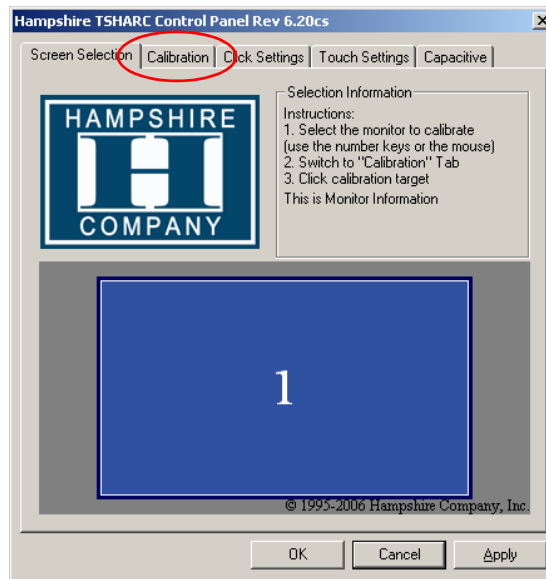 Hampshire TSHARC Control Panel Rev 6.20cs
Screen Selection Calibration Click Settings Touch Settings Capacitive
HAMPSHIRE
COMPANY
Selection Information
Instructions:
1. Select the monitor to calibrate
(use the number keys or the mouse)
2. Switch to "Calibration" Tab
3. Click calibration target
This is Monitor Information
1
© 1995-2006 Hampshire Company, Inc.
OK Cancel Apply